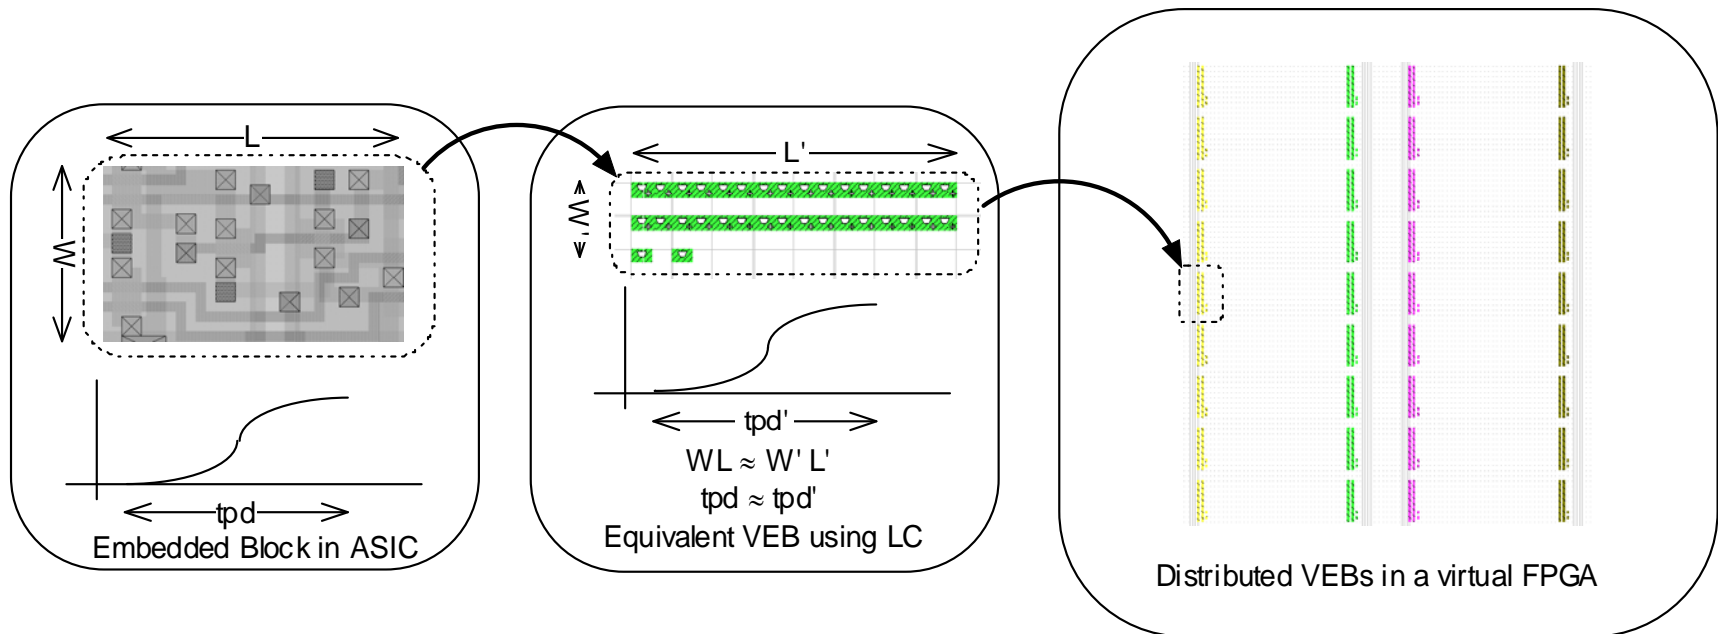 L
W
tpd
Embedded Block in ASIC
L'
W'
tpd'
WL ≈ W' L'
tpd ≈ tpd'
Equivalent VEB using LC
Distributed VEBs in a virtual FPGA